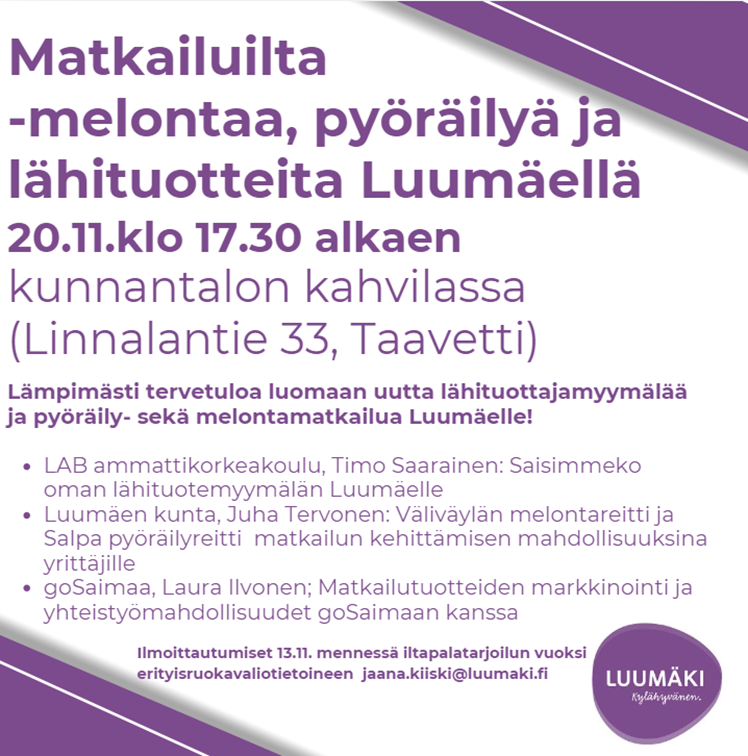 Matkailuilta
-melontaa, pyöräilyä ja
lähituotteita Luumäellä
20.11.klo 17.30 alkaen
kunnantalon kahvilassa
(Linnalantie 33, Taavetti)
Lämpimästi tervetuloa luomaan uutta lähituottajamyymälää
ja pyöräily- sekä melontamatkailua Luumäelle!
• LAB ammattikorkeakoulu, Timo Saarainen: Saisimmeko
oman lähituotemyymälän Luumäelle
• Luumäen kunta, Juha Tervonen: Väliväylän melontareitti ja
Salpa pyöräilyreitti  matkailun kehittämisen mahdollisuuksina
yrittäjille
• goSaimaa, Laura Ilvonen; Matkailutuotteiden markkinointi ja
yhteistyömahdollisuudet goSaimaan kanssa
Ilmoittautumiset 13.11. mennessä iltapalatarjoilun vuoksi
erityisruokavaliotietoineen  jaana.kiiski@luumaki.fi
LUUMÄKI
Kylähyvänen.